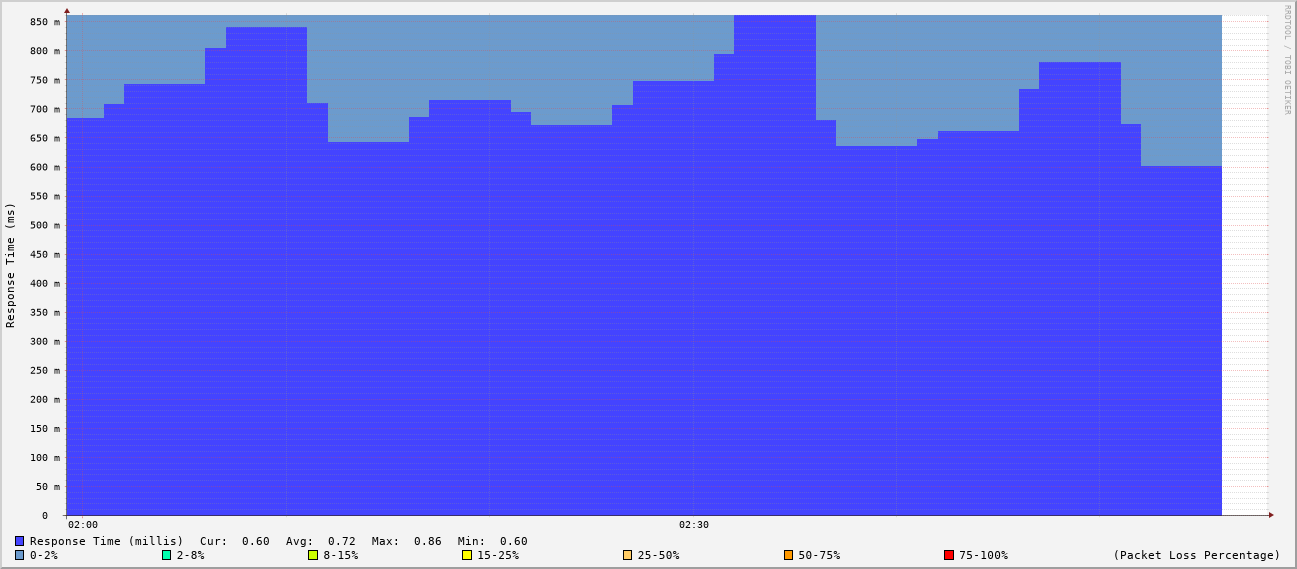 RRDTOOL / TOBI OETIKER
Response Time (ms)
850 m
800 m
750 m
700 m
650 m
600 m
550 m
500 m
450 m
400 m
350 m
300 m
250 m
200 m
150 m
100 m
50 m
0
02:00 02:30
Response Time (millis) Cur: 0.60 Avg: 0.72 Max: 0.86 Min: 0.60
0-2% 2-8% 8-15% 15-25% 25-50% 50-75% 75-100% (Packet Loss Percentage)